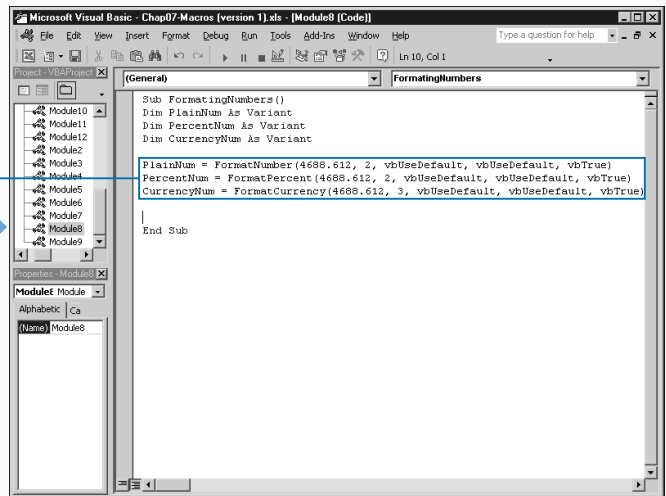 Microsoft Visual Basic - Chap07-Macros (version 1).xls - [Module8 (Code)]
File Edit View Insert Format Debug Run Tools Add-Ins Window Help
Type a question for help
Ln 10, Col 1
Project - VBAProject
(General)
FormatingNumbers
Module10
Module11
Module12
Module2
Module3
Module4
Module5
Module6
Module7
Module8
Module9
Sub FormatingNumbers()
Dim PlainNum As Variant
Dim PercentNum As Variant
Dim CurrencyNum As Variant
PlainNum = FormatNumber(4688.612, 2, vbUseDefault, vbUseDefault, vbTrue)
PercentNum = FormatPercent(4688.612, 2, vbUseDefault, vbUseDefault, vbTrue)
CurrencyNum = FormatCurrency(4688.612, 3, vbUseDefault, vbUseDefault, vbTrue)
End Sub
Properties - Module8
Module8 Module
Alphabetic Ca
(Name) Module8